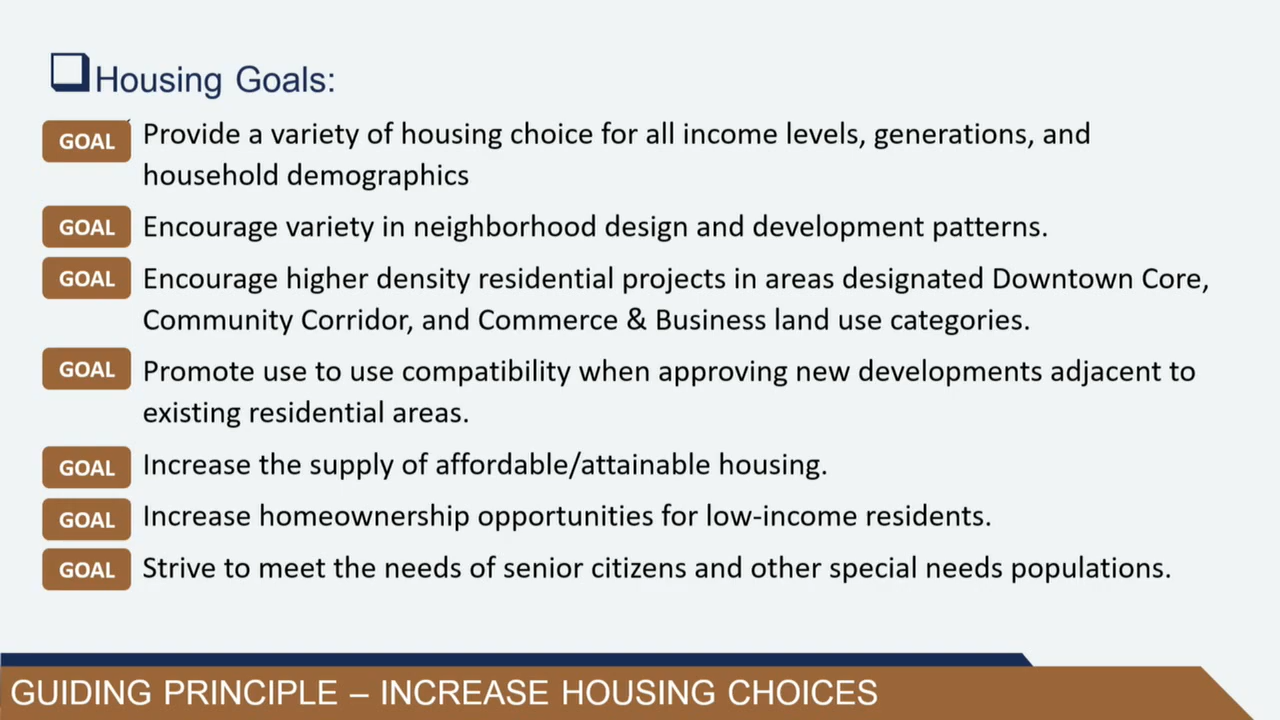 Housing Goals:
GOAL Provide a variety of housing choice for all income levels, generations, and
household demographics
GOAL Encourage variety in neighborhood design and development patterns.
GOAL Encourage higher density residential projects in areas designated Downtown Core,
Community Corridor, and Commerce & Business land use categories.
GOAL Promote use to use compatibility when approving new developments adjacent to
existing residential areas.
GOAL Increase the supply of affordable/attainable housing.
GOAL Increase homeownership opportunities for low-income residents.
GOAL Strive to meet the needs of senior citizens and other special needs populations.
GUIDING PRINCIPLE – INCREASE HOUSING CHOICES